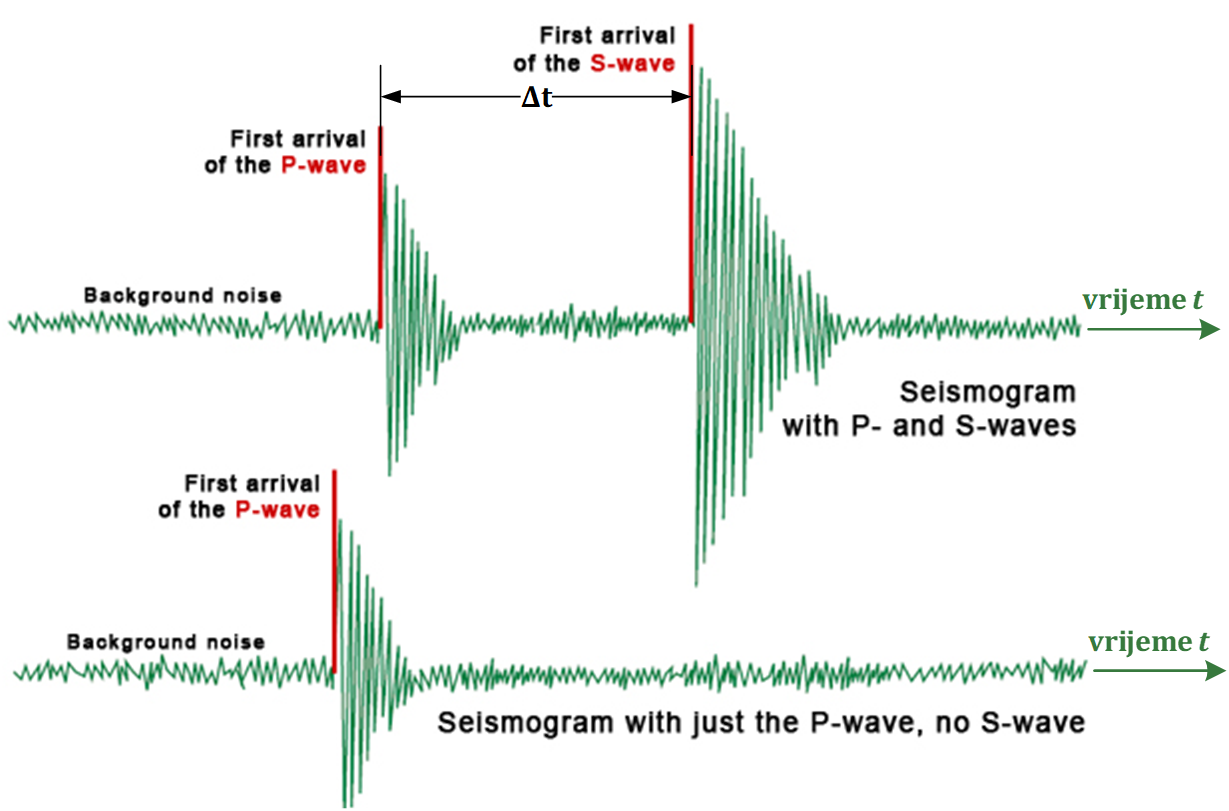 First arrival
of the S-wave
Δt
First arrival
of the P-wave
Background noise
vrijeme t
Seismogram
with P- and S-waves
First arrival
of the P-wave
Background noise
vrijeme t
Seismogram with just the P-wave, no S-wave